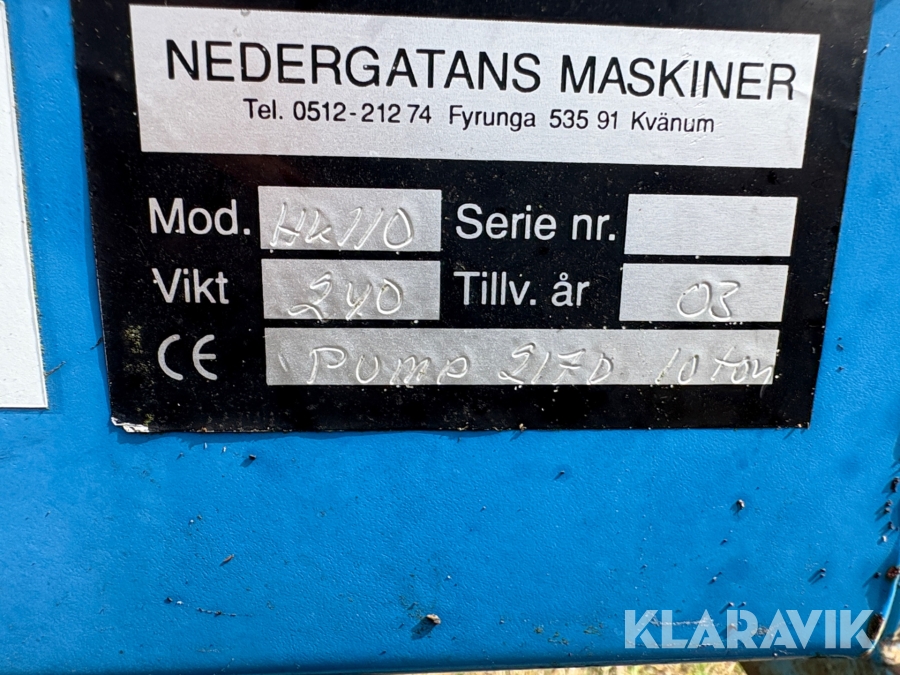 NEDERGATANS MASKINER
Tel. 0512-212 74 Fyrunga 535 91 Kvänum
Mod. HK110 Serie nr.
Vikt 240 Tillv. år 03
CE PUMP 217D 10 ton
KLARAVIK